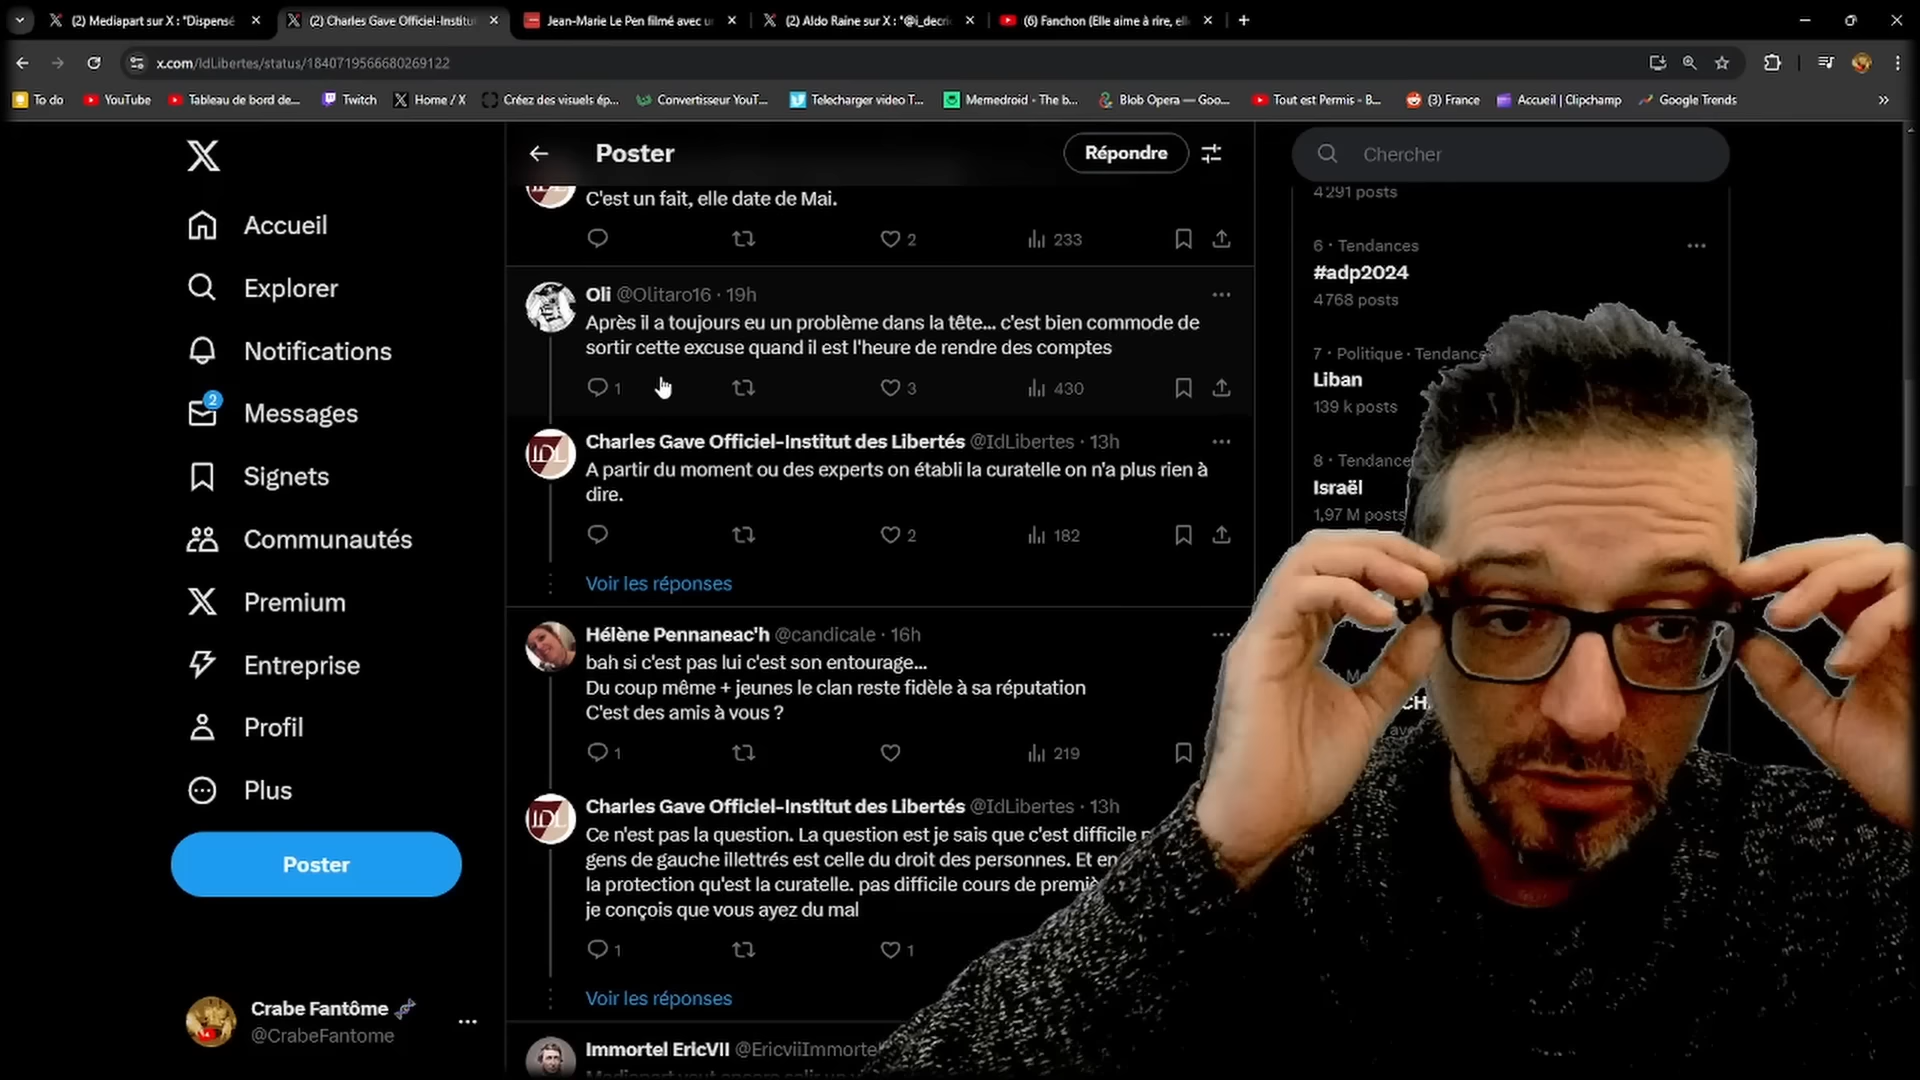 (2) Mediapart sur X : "Dispensé
(2) Charles Gave Officiel-Institut
Jean-Marie Le Pen filmé avec u
(2) Aldo Raine sur X : "@i_decri
(6) Fanchon (Elle aime à rire, elle
x.com/IdLibertes/status/1840719566680269122
To do
YouTube
Tableau de bord de...
Twitch
Home / X
Créez des visuels ép...
Convertisseur YouT...
Telecharger video T...
Memedroid - The b...
Blob Opera — Goo...
Tout est Permis - B...
(3) France
Accueil | Clipchamp
Google Trends
Accueil
Explorer
Notifications
2
Messages
Signets
Communautés
Premium
Entreprise
Profil
Plus
Poster
Crabe Fantôme
@CrabeFantome
Poster
Répondre
C'est un fait, elle date de Mai.
2 233
Oli @Olitaro16 · 19h
Après il a toujours eu un problème dans la tête... c'est bien commode de
sortir cette excuse quand il est l'heure de rendre des comptes
1 3 430
IDL
Charles Gave Officiel-Institut des Libertés @IdLibertes · 13h
A partir du moment ou des experts on établi la curatelle on n'a plus rien à
dire.
2 182
Voir les réponses
Hélène Pennaneac'h @candicale · 16h
bah si c'est pas lui c'est son entourage...
Du coup même + jeunes le clan reste fidèle à sa réputation
C'est des amis à vous ?
1 219
IDL
Charles Gave Officiel-Institut des Libertés @IdLibertes · 13h
Ce n'est pas la question. La question est je sais que c'est difficile
gens de gauche illettrés est celle du droit des personnes. Et en
la protection qu'est la curatelle. pas difficile cours de premiè
je conçois que vous ayez du mal
1 1
Voir les réponses
Immortel EricVII @EricviiImmorte
Chercher
4 291 posts
6 · Tendances
#adp2024
4 768 posts
7 · Politique · Tendance
Liban
139 k posts
8 · Tendance
Israël
1,97 M posts